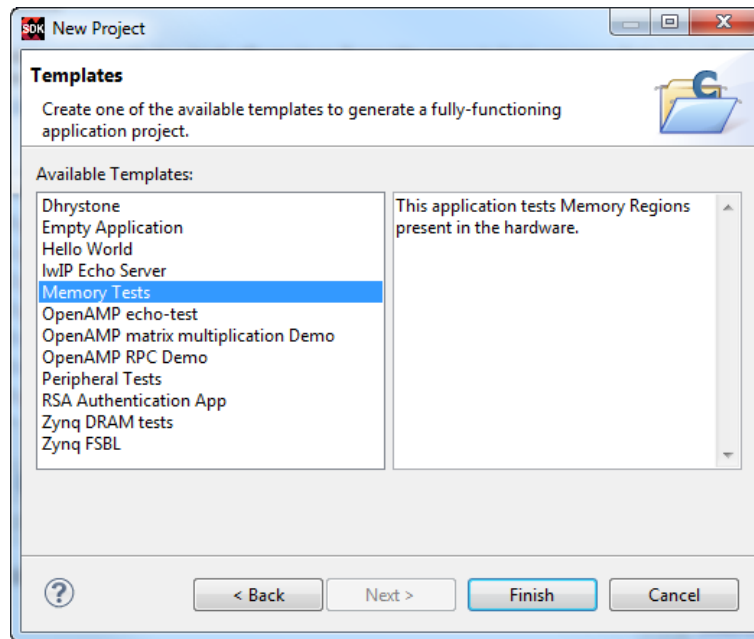 SDK New Project
Templates
Create one of the available templates to generate a fully-functioning
application project.
Available Templates:
Dhrystone
Empty Application
Hello World
lwIP Echo Server
Memory Tests
OpenAMP echo-test
OpenAMP matrix multiplication Demo
OpenAMP RPC Demo
Peripheral Tests
RSA Authentication App
Zynq DRAM tests
Zynq FSBL
This application tests Memory Regions
present in the hardware.
? < Back Next > Finish Cancel